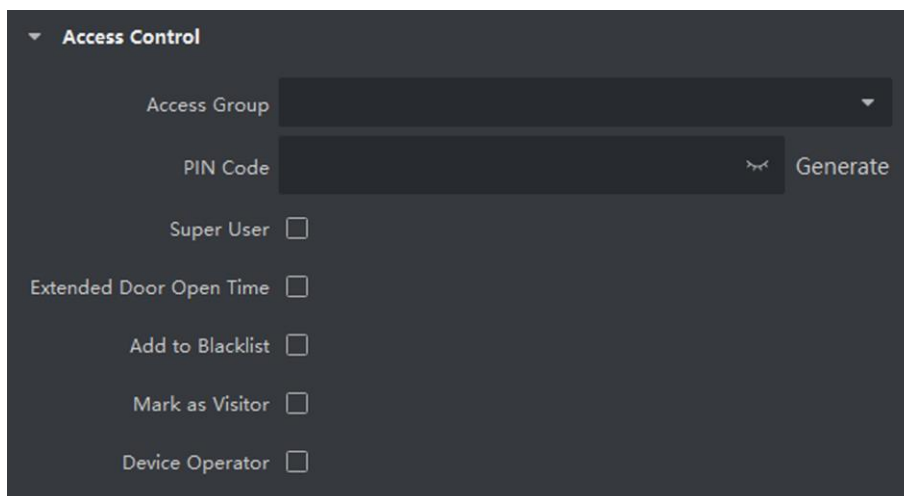 Access Control
Access Group
PIN Code Generate
Super User
Extended Door Open Time
Add to Blacklist
Mark as Visitor
Device Operator